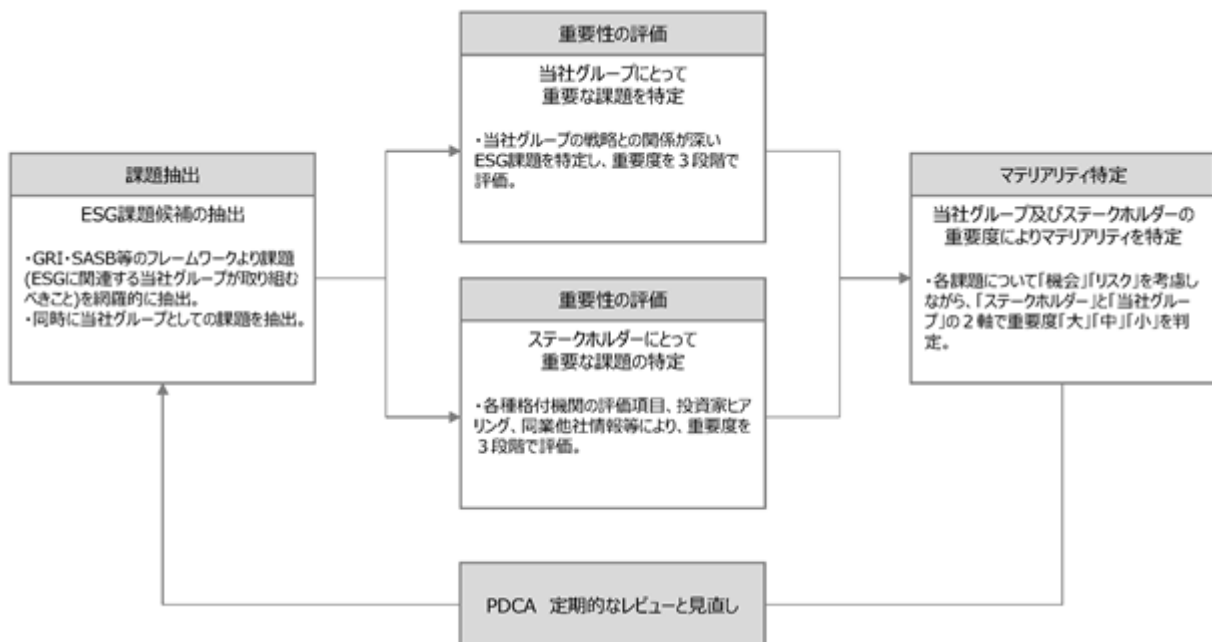 課題抽出
ESG課題候補の抽出
・GRI・SASB等のフレームワークより課題
(ESGに関連する当社グループが取り組む
べきこと)を網羅的に抽出。
・同時に当社グループとしての課題を抽出。
重要性の評価
当社グループにとって
重要な課題を特定
・当社グループの戦略との関係が深い
ESG課題を特定し、重要度を３段階で
評価。
重要性の評価
ステークホルダーにとって
重要な課題の特定
・各種格付機関の評価項目、投資家ヒア
リング、同業他社情報等により、重要度を
３段階で評価。
マテリアリティ特定
当社グループ及びステークホルダーの
重要度によりマテリアリティを特定
・各課題について「機会」「リスク」を考慮し
ながら、「ステークホルダー」と「当社グルー
プ」の２軸で重要度「大」「中」「小」を判
定。
PDCA　定期的なレビューと見直し